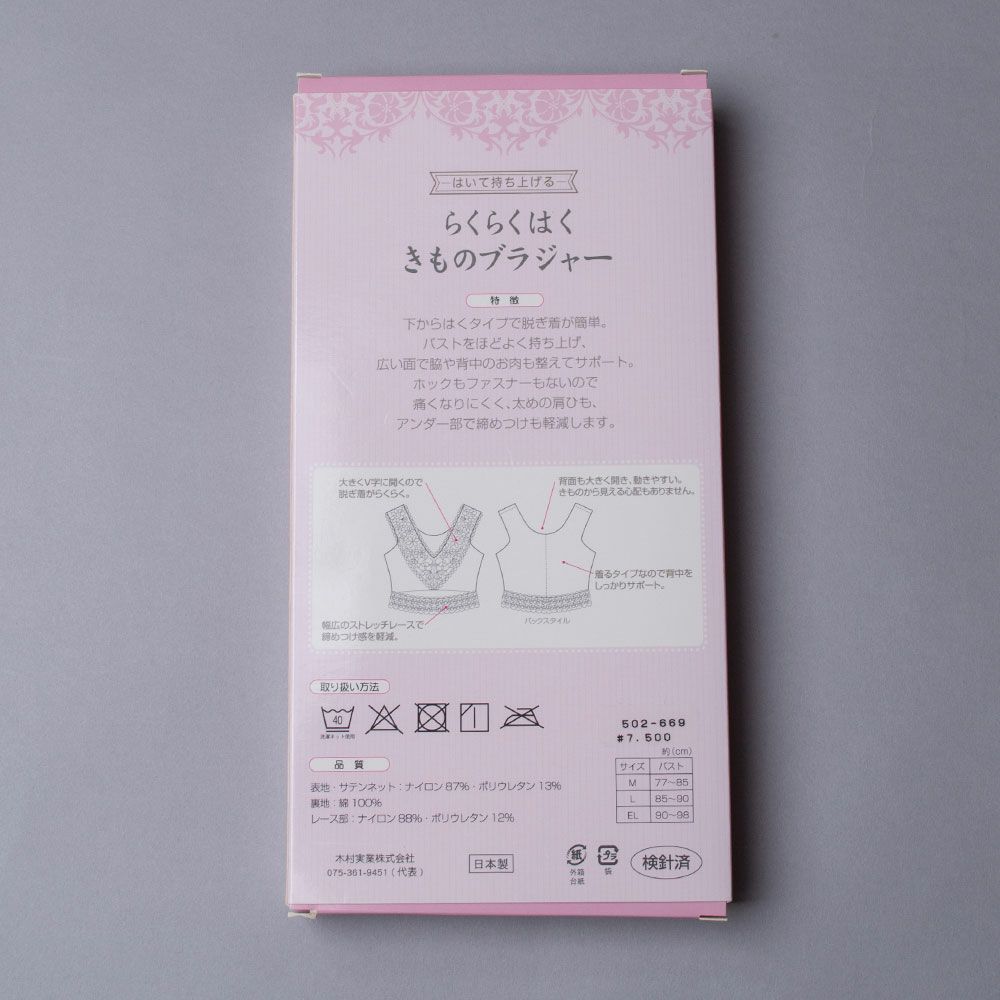 はいて持ち上げる
らくらくはく
きものブラジャー
特徴
下からはくタイプで脱ぎ着が簡単。
バストをほどよく持ち上げ、
広い面で脇や背中のお肉も整えてサポート。
ホックもファスナーもないので
痛くなりにくく、太めの肩ひも、
アンダー部で締めつけも軽減します。
大きくV字に開くので
脱ぎ着がらくらく。
背面も大きく開き、動きやすい。
きものから見える心配もありません。
着るタイプなので背中を
しっかりサポート。
幅広のストレッチレースで
締めつけ感を軽減。
バックスタイル
取り扱い方法
40
洗濯ネット使用
502-669
#7.500
約(cm)
サイズ バスト
M 77〜85
L 85〜90
EL 90〜98
品質
表地・サテンネット：ナイロン87%・ポリウレタン13%
裏地：綿100%
レース部：ナイロン88%・ポリウレタン12%
木村実業株式会社
075-361-9451（代表）
日本製
紙
外箱
台紙
プラ
袋
検針済